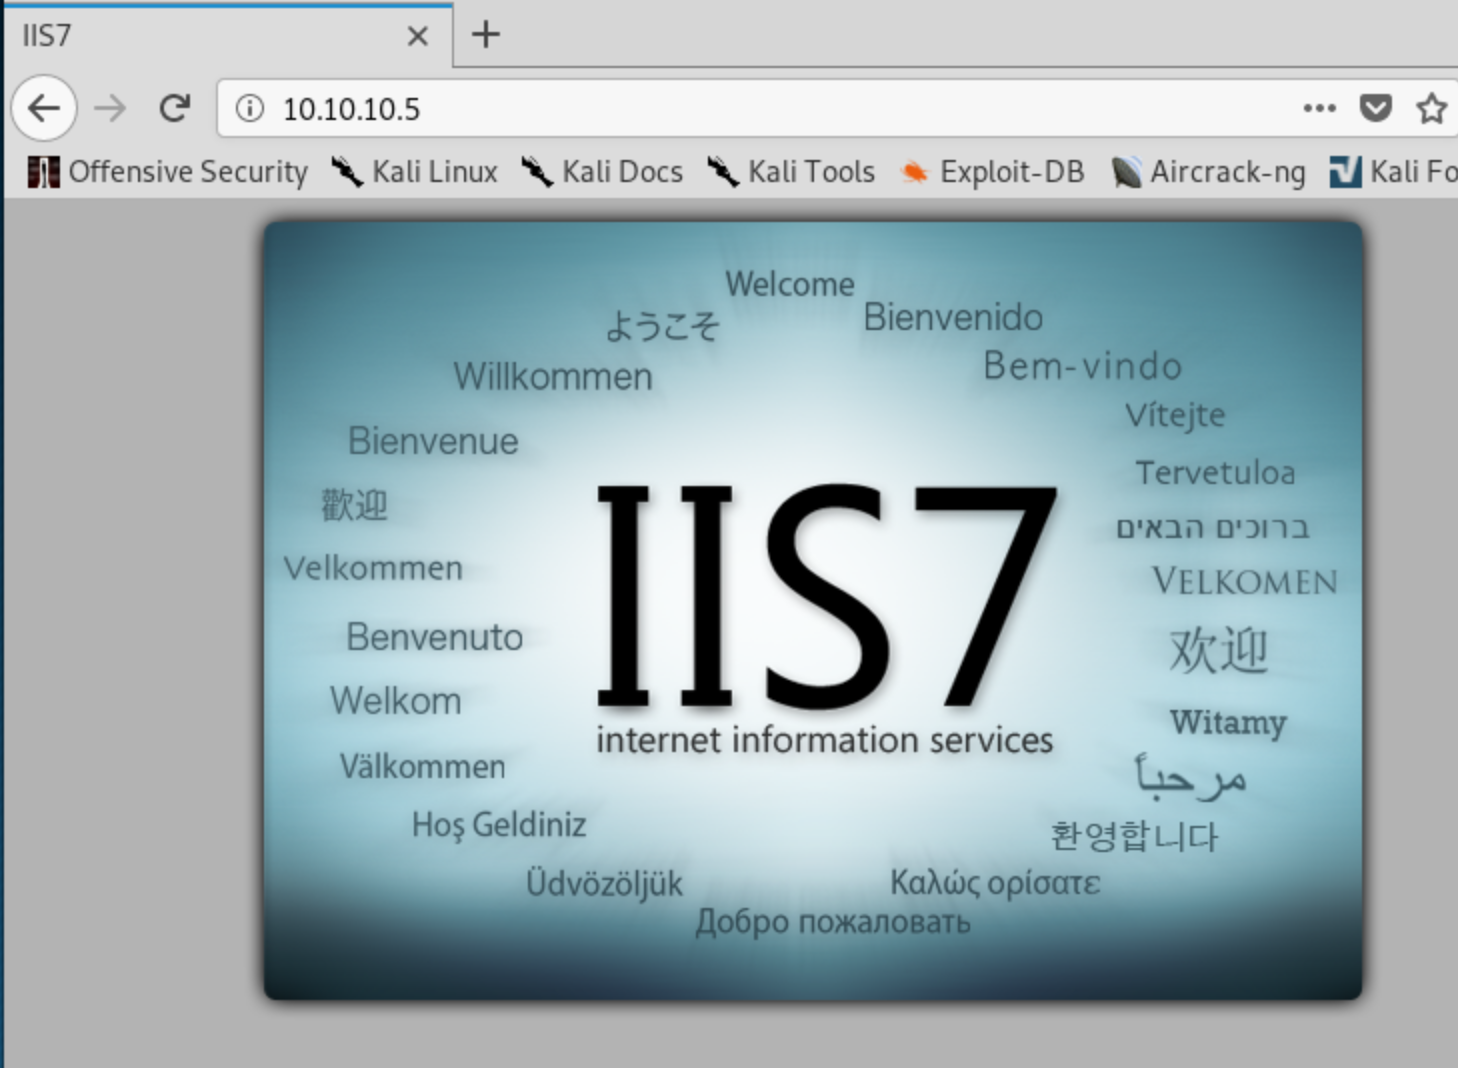 IIS7
10.10.10.5
Offensive Security Kali Linux Kali Docs Kali Tools Exploit-DB Aircrack-ng Kali Fo
Welcome
ようこそ
Bienvenido
Willkommen
Bem-vindo
Vítejte
Bienvenue
Tervetuloa
歡迎
ברוכים הבאים
Velkommen
VELKOMEN
Benvenuto
欢迎
Welkom
Witamy
Välkommen
مرحباً
Hoş Geldiniz
환영합니다
Üdvözöljük
Καλώς ορίσατε
Добро пожаловать
IIS7
internet information services